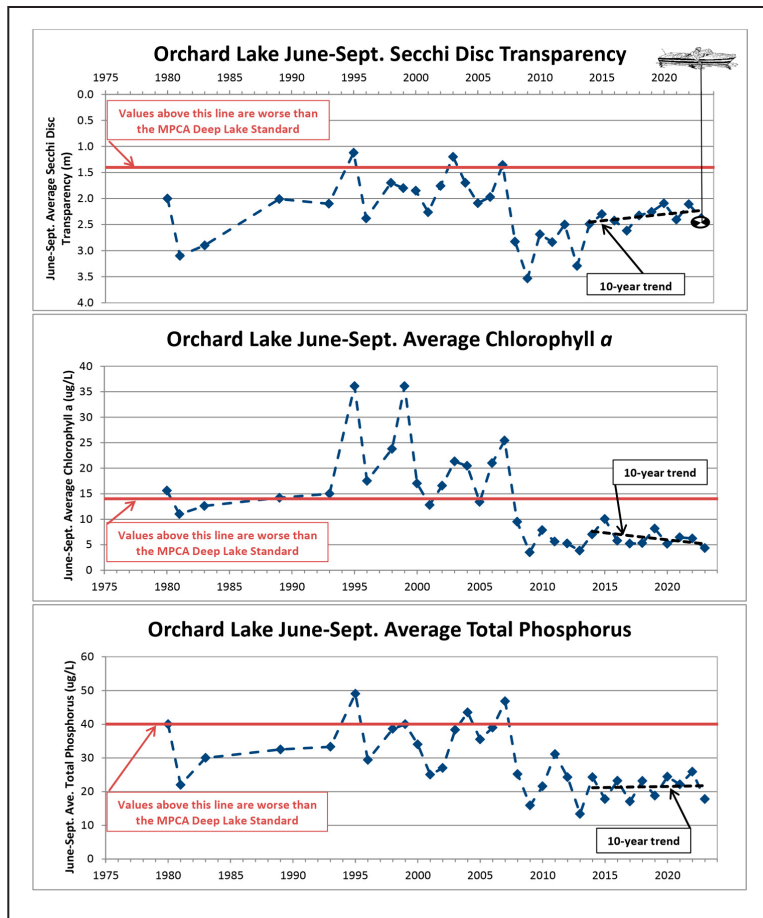 Orchard Lake June-Sept. Secchi Disc Transparency
1975 1980 1985 1990 1995 2000 2005 2010 2015 2020
0.0
0.5
1.0
1.5
2.0
2.5
3.0
3.5
4.0
June-Sept. Average Secchi Disc
Transparency (m)
Values above this line are worse than
the MPCA Deep Lake Standard
10-year trend
Orchard Lake June-Sept. Average Chlorophyll a
40
35
30
25
20
15
10
5
0
June-Sept. Average Chlorophyll a (ug/L)
10-year trend
Values above this line are worse than
the MPCA Deep Lake Standard
1975 1980 1985 1990 1995 2000 2005 2010 2015 2020
Orchard Lake June-Sept. Average Total Phosphorus
60
50
40
30
20
10
0
June-Sept. Ave. Total Phosphorus (ug/L)
Values above this line are worse than
the MPCA Deep Lake Standard
10-year trend
1975 1980 1985 1990 1995 2000 2005 2010 2015 2020